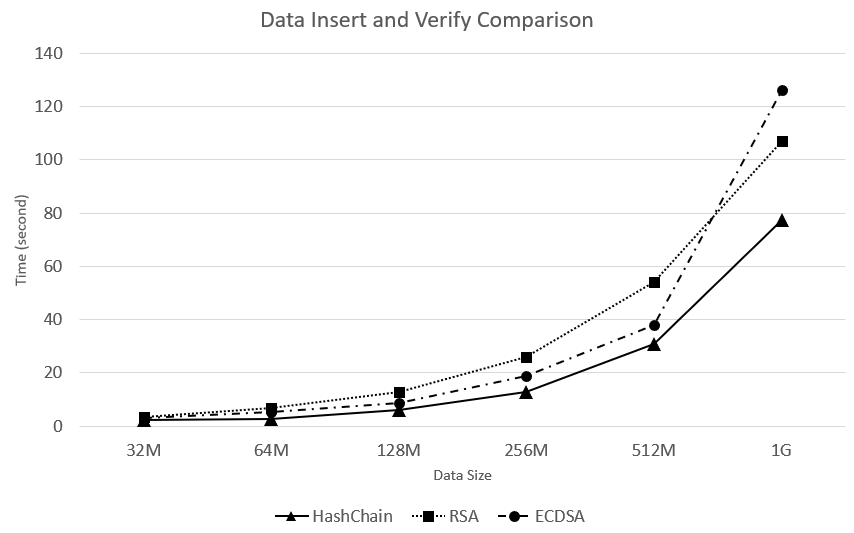 Data Insert and Verify Comparison
140
120
100
80
60
40
20
0
Time (second)
32M 64M 128M 256M 512M 1G
Data Size
HashChain RSA ECDSA